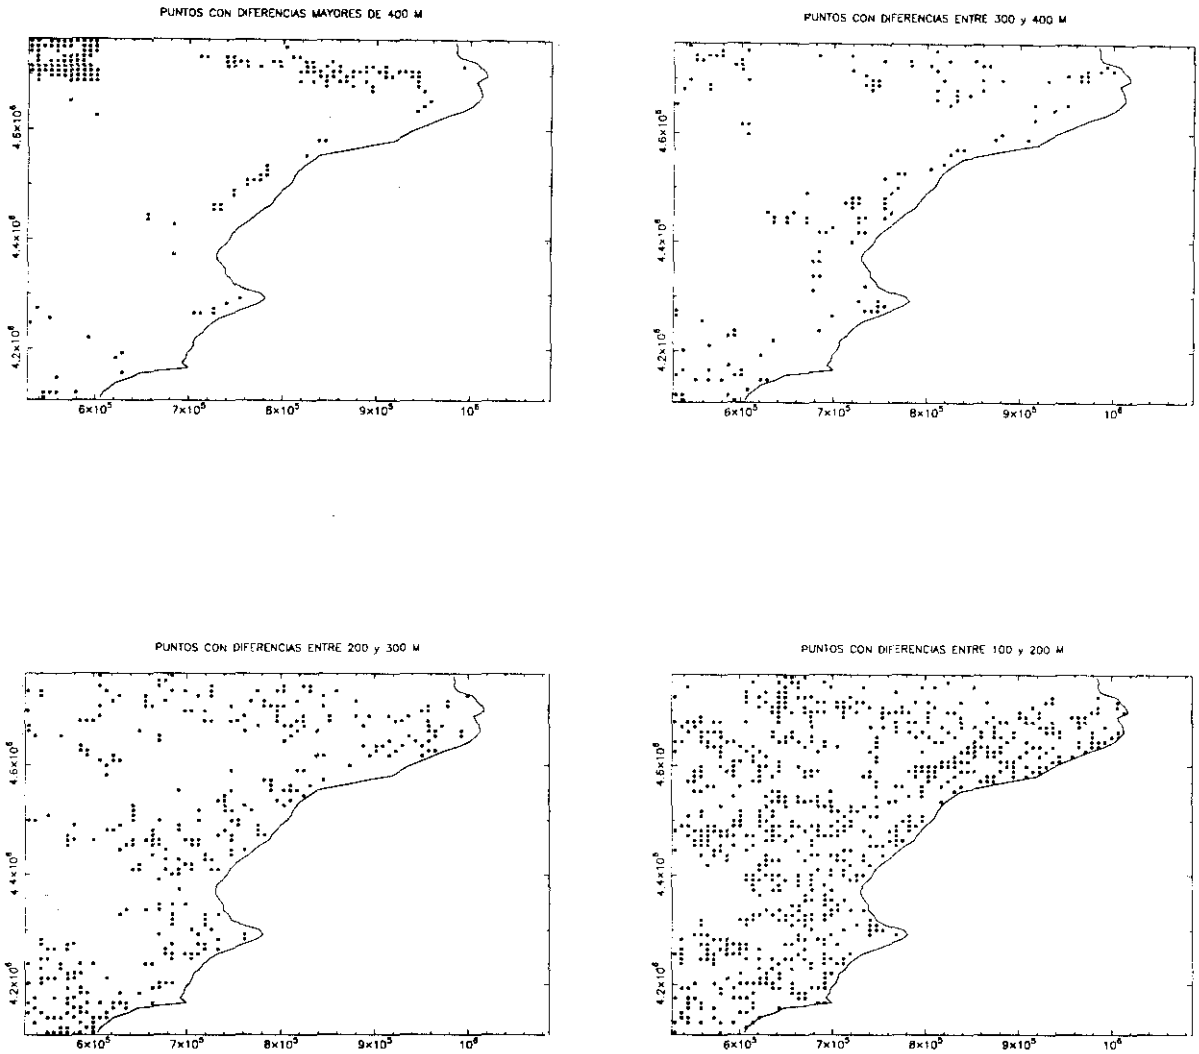 PUNTOS CON DIFERENCIAS MAYORES DE 400 M
4.6×10⁶
4.4×10⁶
4.2×10⁶
6×10⁵ 7×10⁵ 8×10⁵ 9×10⁵ 10⁶
PUNTOS CON DIFERENCIAS ENTRE 300 y 400 M
4.6×10⁶
4.4×10⁶
4.2×10⁶
6×10⁵ 7×10⁵ 8×10⁵ 9×10⁵ 10⁶
PUNTOS CON DIFERENCIAS ENTRE 200 y 300 M
4.6×10⁶
4.4×10⁶
4.2×10⁶
6×10⁵ 7×10⁵ 8×10⁵ 9×10⁵ 10⁶
PUNTOS CON DIFERENCIAS ENTRE 100 y 200 M
4.6×10⁶
4.4×10⁶
4.2×10⁶
6×10⁵ 7×10⁵ 8×10⁵ 9×10⁵ 10⁶